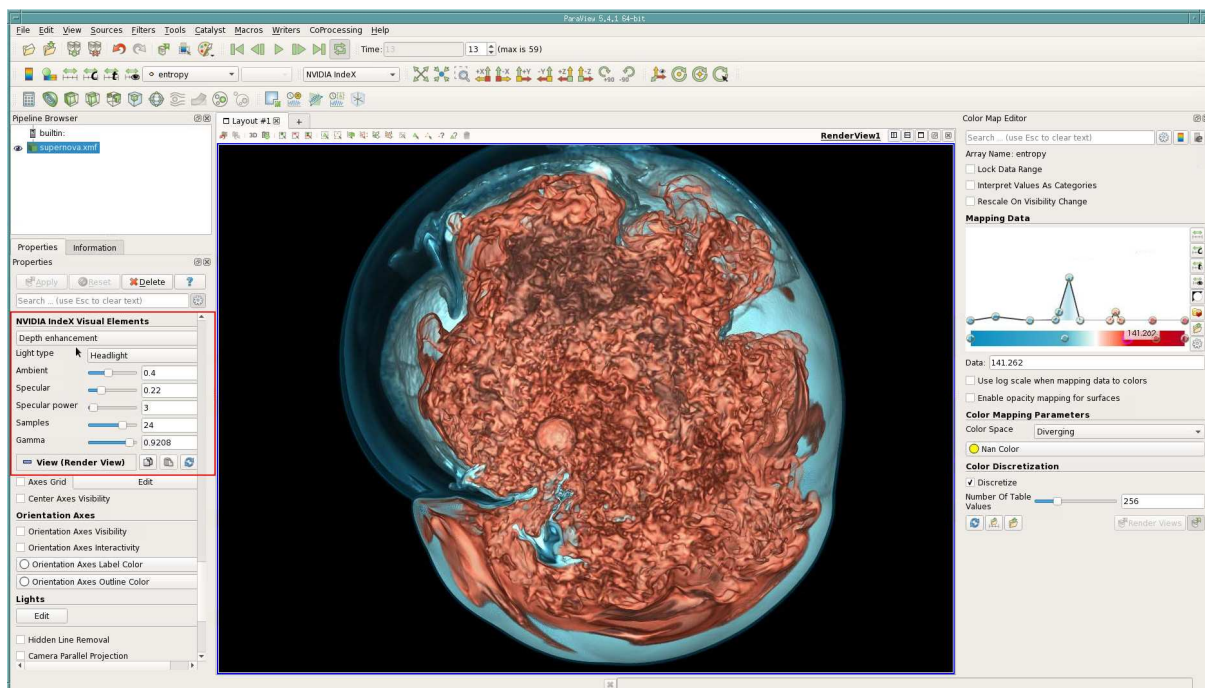 ParaView 5.4.1 64-bit
File Edit View Sources Filters Tools Catalyst Macros Writers CoProcessing Help
Time: 13 13 (max is 59)
entropy NVIDIA IndeX
+X -X +Y -Y +Z -Z +90 -90
Pipeline Browser
builtin:
supernova.xmf
Layout #1 +
3D
RenderView1
Properties Information
Properties
Apply Reset Delete ?
Search ... (use Esc to clear text)
NVIDIA IndeX Visual Elements
Depth enhancement
Light type Headlight
Ambient 0.4
Specular 0.22
Specular power 3
Samples 24
Gamma 0.9208
View (Render View)
Axes Grid Edit
Center Axes Visibility
Orientation Axes
Orientation Axes Visibility
Orientation Axes Interactivity
Orientation Axes Label Color
Orientation Axes Outline Color
Lights
Edit
Hidden Line Removal
Camera Parallel Projection
Color Map Editor
Search ... (use Esc to clear text)
Array Name: entropy
Lock Data Range
Interpret Values As Categories
Rescale On Visibility Change
Mapping Data
141.262
Data: 141.262
Use log scale when mapping data to colors
Enable opacity mapping for surfaces
Color Mapping Parameters
Color Space Diverging
Nan Color
Color Discretization
Discretize
Number Of Table Values 256
Render Views